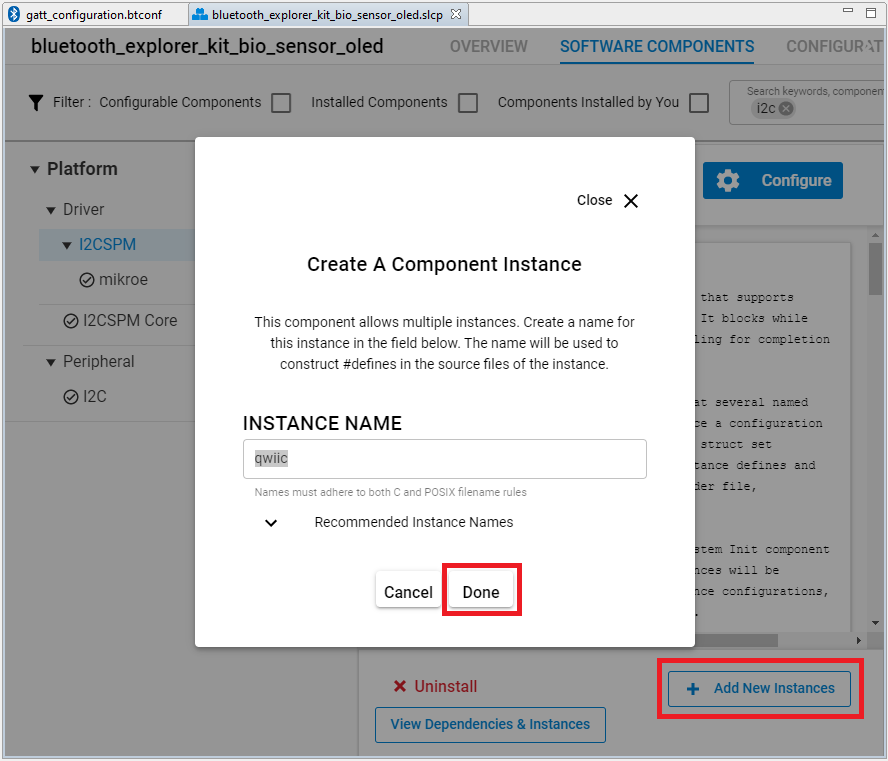 gatt_configuration.btconf
bluetooth_explorer_kit_bio_sensor_oled.slcp
bluetooth_explorer_kit_bio_sensor_oled
OVERVIEW
SOFTWARE COMPONENTS
Filter :
Configurable Components
Installed Components
Components Installed by You
Search keywords, componen
i2c
Platform
Driver
I2CSPM
mikroe
I2CSPM Core
Peripheral
I2C
Configure
that supports
It blocks while
ling for completion
at several named
ce a configuration
struct set
tance defines and
der file,
stem Init component
nces will be
nce configurations,
Close
Create A Component Instance
This component allows multiple instances. Create a name for
this instance in the field below. The name will be used to
construct #defines in the source files of the instance.
INSTANCE NAME
qwiic
Names must adhere to both C and POSIX filename rules
Recommended Instance Names
Cancel
Done
Uninstall
Add New Instances
View Dependencies & Instances